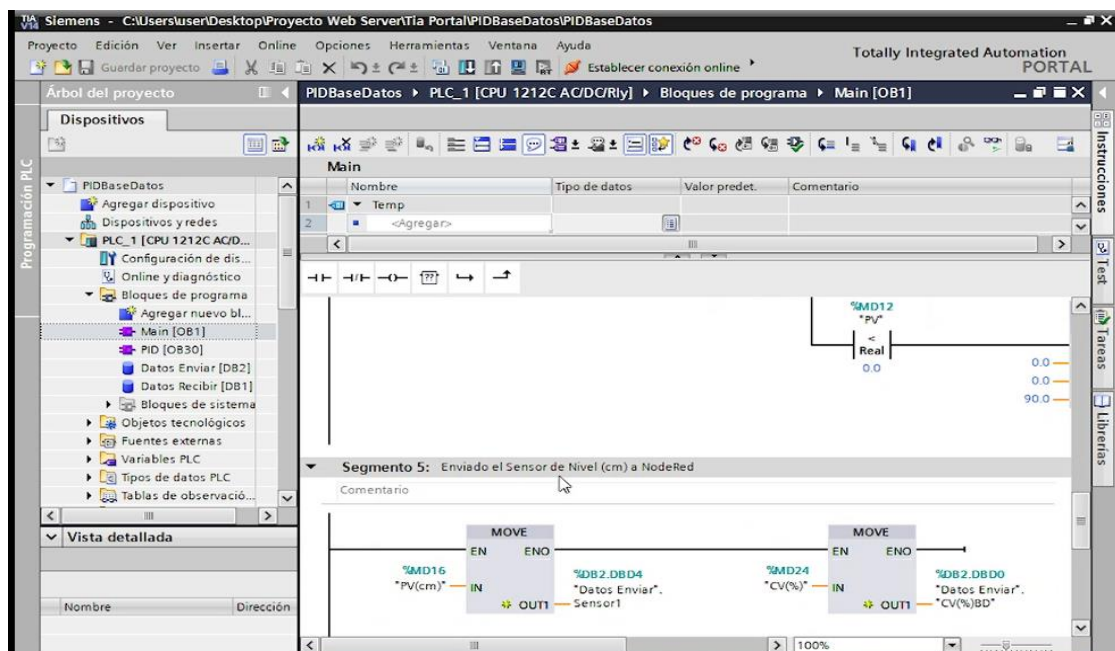 TIA V14 Siemens - C:\Users\user\Desktop\Proyecto Web Server\Tia Portal\PIDBaseDatos\PIDBaseDatos
Proyecto Edición Ver Insertar Online Opciones Herramientas Ventana Ayuda
Totally Integrated Automation
PORTAL
Guardar proyecto
Establecer conexión online
Árbol del proyecto
PIDBaseDatos PLC_1 [CPU 1212C AC/DC/Rly] Bloques de programa Main [OB1]
Dispositivos
Programación PLC
PIDBaseDatos
Agregar dispositivo
Dispositivos y redes
PLC_1 [CPU 1212C AC/D...
Configuración de dis...
Online y diagnóstico
Bloques de programa
Agregar nuevo bl...
Main [OB1]
PID [OB30]
Datos Enviar [DB2]
Datos Recibir [DB1]
Bloques de sistema
Objetos tecnológicos
Fuentes externas
Variables PLC
Tipos de datos PLC
Tablas de observació...
Vista detallada
Nombre Dirección
Main
Nombre Tipo de datos Valor predet. Comentario
1 Temp
2 <Agregar>
??
%MD12
"PV"
<
Real
0.0
0.0
0.0
90.0
Segmento 5: Enviado el Sensor de Nivel (cm) a NodeRed
Comentario
MOVE
EN ENO
%MD16
"PV(cm)" IN
OUT1
%DB2.DBD4
"Datos Enviar".
Sensor1
MOVE
EN ENO
%MD24
"CV(%)" IN
OUT1
%DB2.DBD0
"Datos Enviar".
"CV(%)BD"
100%
Instrucciones
Test
Tareas
Librerías